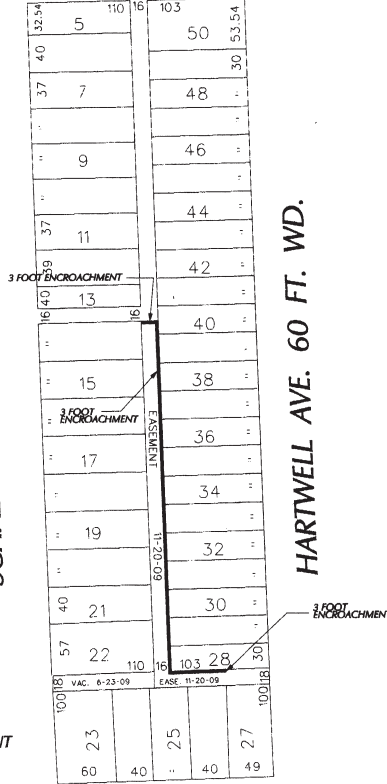 110 16 103
32.54 5 50 53.54
40 30
37 7 48 "
" "
" 9 46 "
" 44 "
37 11
39 42 "
3 FOOT ENCROACHMENT
40 13
16 16 40 "
"
15 38 "
3 FOOT
ENCROACHMENT
EASEMENT
36 "
" 17
34 "
" 19 11-20-09
32 "
"
40 21 30 "
3 FOOT
ENCROACHMEN
57 22 110 16 103 28 30
100 18 VAC. 6-23-09 EASE. 11-20-09 100 18
23 25 27
60 40 " 40 49
HARTWELL AVE. 60 FT. WD.